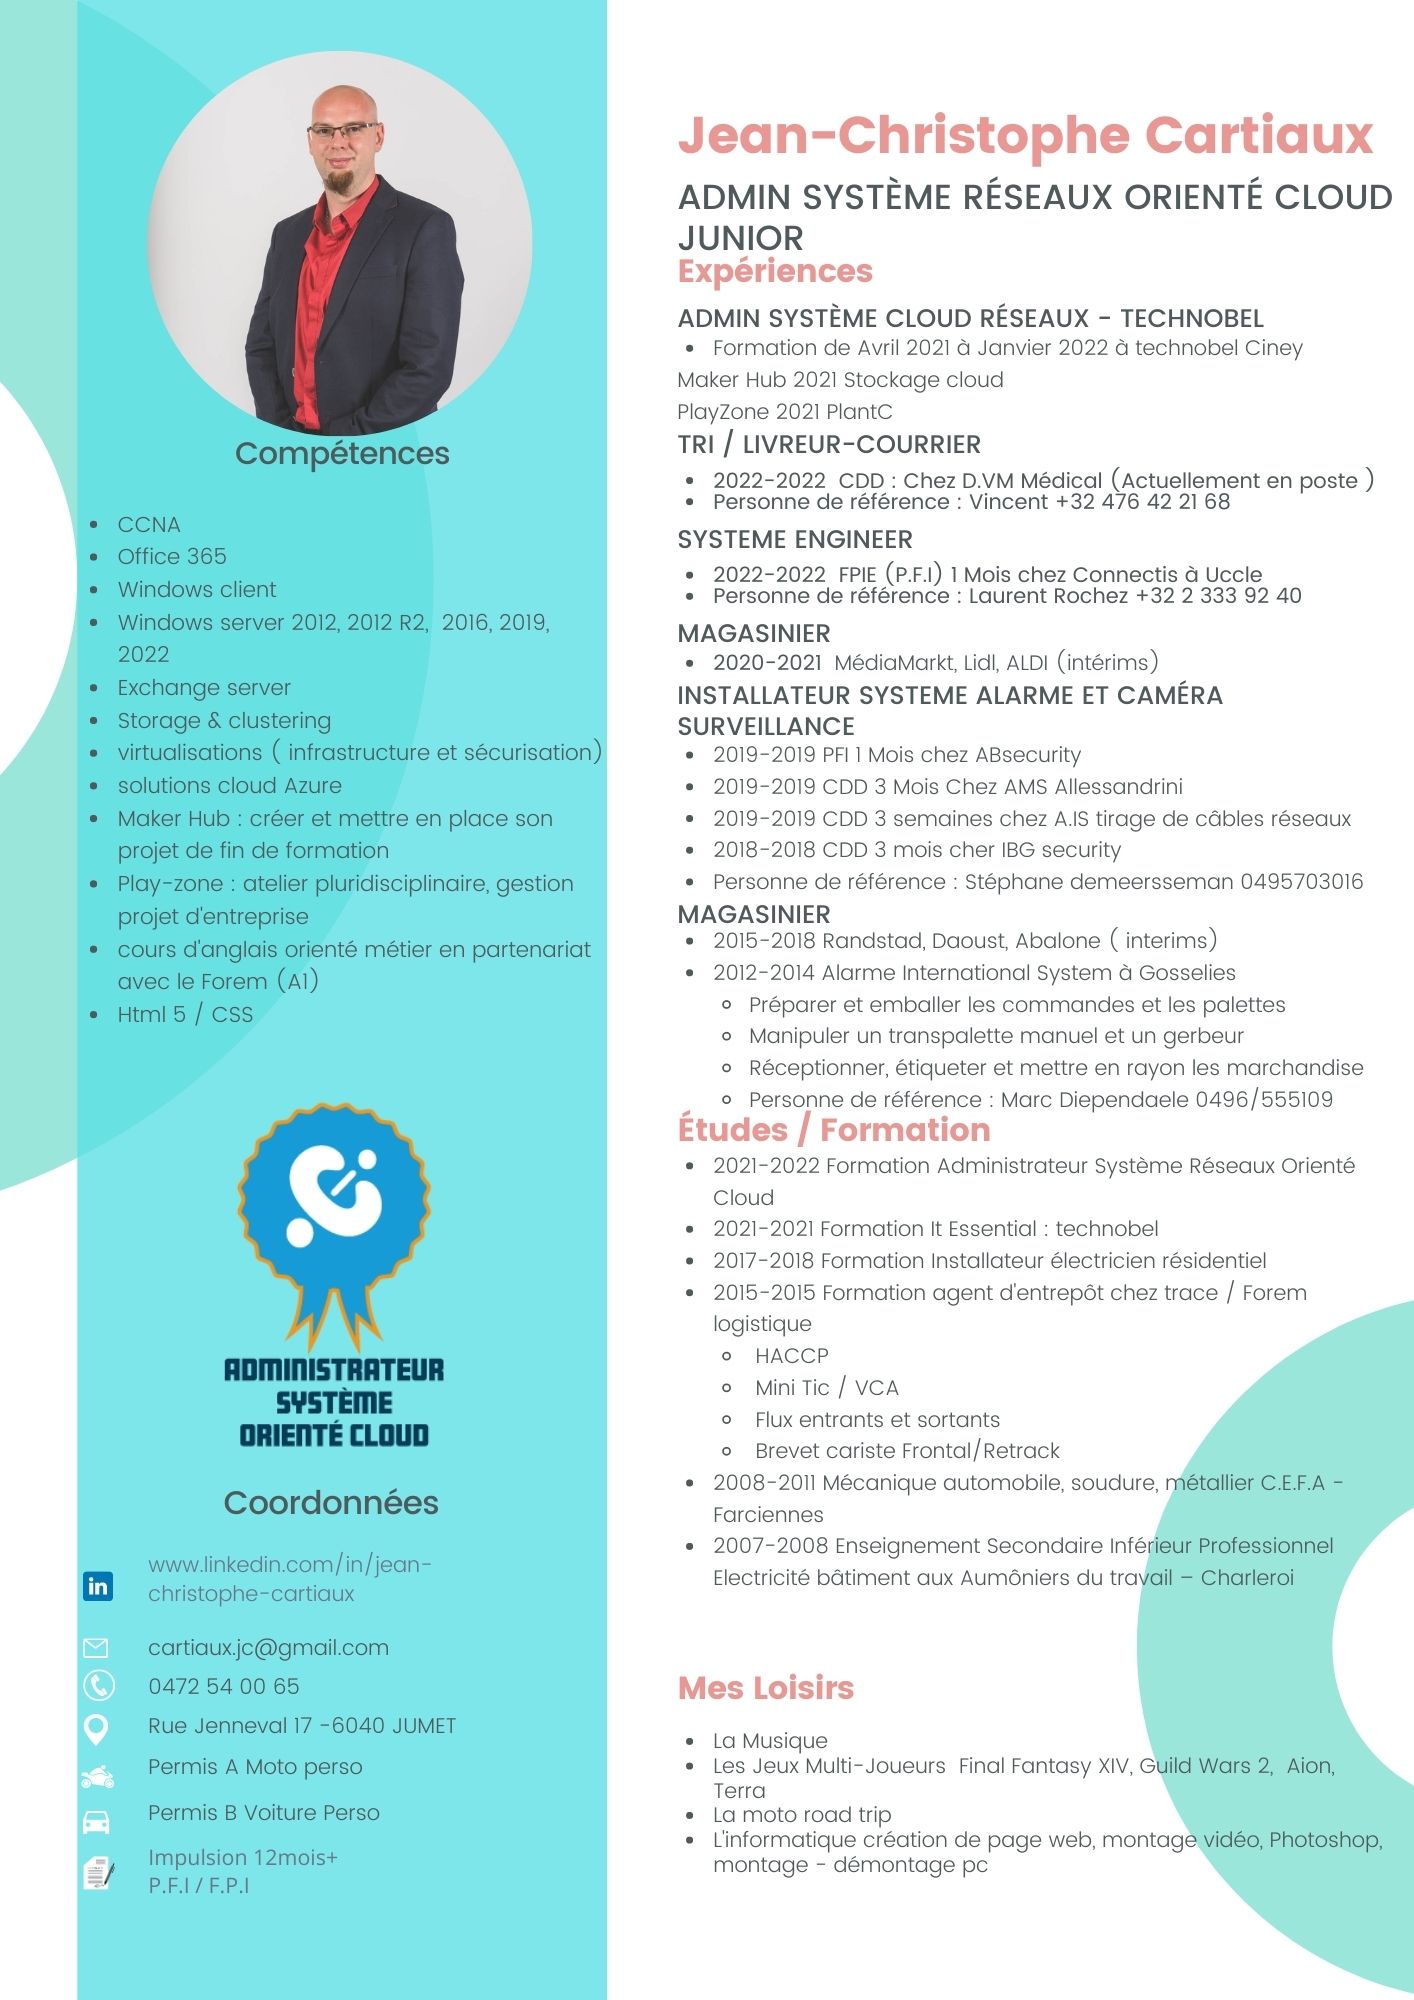 Compétences
CCNA
Office 365
Windows client
Windows server 2012, 2012 R2,  2016, 2019,
2022
Exchange server
Storage & clustering
virtualisations ( infrastructure et sécurisation)
solutions cloud Azure
Maker Hub : créer et mettre en place son
projet de fin de formation
Play-zone : atelier pluridisciplinaire, gestion
projet d'entreprise
cours d'anglais orienté métier en partenariat
avec le Forem (A1)
Html 5 / CSS
ADMINISTRATEUR
SYSTÈME
ORIENTÉ CLOUD
Coordonnées
in
www.linkedin.com/in/jean-
christophe-cartiaux
cartiaux.jc@gmail.com
0472 54 00 65
Rue Jenneval 17 -6040 JUMET
Permis A Moto perso
Permis B Voiture Perso
Impulsion 12mois+
P.F.I / F.P.I
Jean-Christophe Cartiaux
ADMIN SYSTÈME RÉSEAUX ORIENTÉ CLOUD
JUNIOR
Expériences
ADMIN SYSTÈME CLOUD RÉSEAUX - TECHNOBEL
Formation de Avril 2021 à Janvier 2022 à technobel Ciney
Maker Hub 2021 Stockage cloud
PlayZone 2021 PlantC
TRI / LIVREUR-COURRIER
2022-2022  CDD : Chez D.VM Médical (Actuellement en poste )
Personne de référence : Vincent +32 476 42 21 68
SYSTEME ENGINEER
2022-2022  FPIE (P.F.I) 1 Mois chez Connectis à Uccle
Personne de référence : Laurent Rochez +32 2 333 92 40
MAGASINIER
2020-2021  MédiaMarkt, Lidl, ALDI (intérims)
INSTALLATEUR SYSTEME ALARME ET CAMÉRA
SURVEILLANCE
2019-2019 PFI 1 Mois chez ABsecurity
2019-2019 CDD 3 Mois Chez AMS Allessandrini
2019-2019 CDD 3 semaines chez A.IS tirage de câbles réseaux
2018-2018 CDD 3 mois cher IBG security
Personne de référence : Stéphane demeersseman 0495703016
MAGASINIER
2015-2018 Randstad, Daoust, Abalone ( interims)
2012-2014 Alarme International System à Gosselies
Préparer et emballer les commandes et les palettes
Manipuler un transpalette manuel et un gerbeur
Réceptionner, étiqueter et mettre en rayon les marchandise
Personne de référence : Marc Diependaele 0496/555109
Études / Formation
2021-2022 Formation Administrateur Système Réseaux Orienté
Cloud
2021-2021 Formation It Essential : technobel
2017-2018 Formation Installateur électricien résidentiel
2015-2015 Formation agent d'entrepôt chez trace / Forem
logistique
HACCP
Mini Tic / VCA
Flux entrants et sortants
Brevet cariste Frontal/Retrack
2008-2011 Mécanique automobile, soudure, métallier C.E.F.A -
Farciennes
2007-2008 Enseignement Secondaire Inférieur Professionnel
Electricité bâtiment aux Aumôniers du travail – Charleroi
Mes Loisirs
La Musique
Les Jeux Multi-Joueurs  Final Fantasy XIV, Guild Wars 2,  Aion,
Terra
La moto road trip
L'informatique création de page web, montage vidéo, Photoshop,
montage - démontage pc